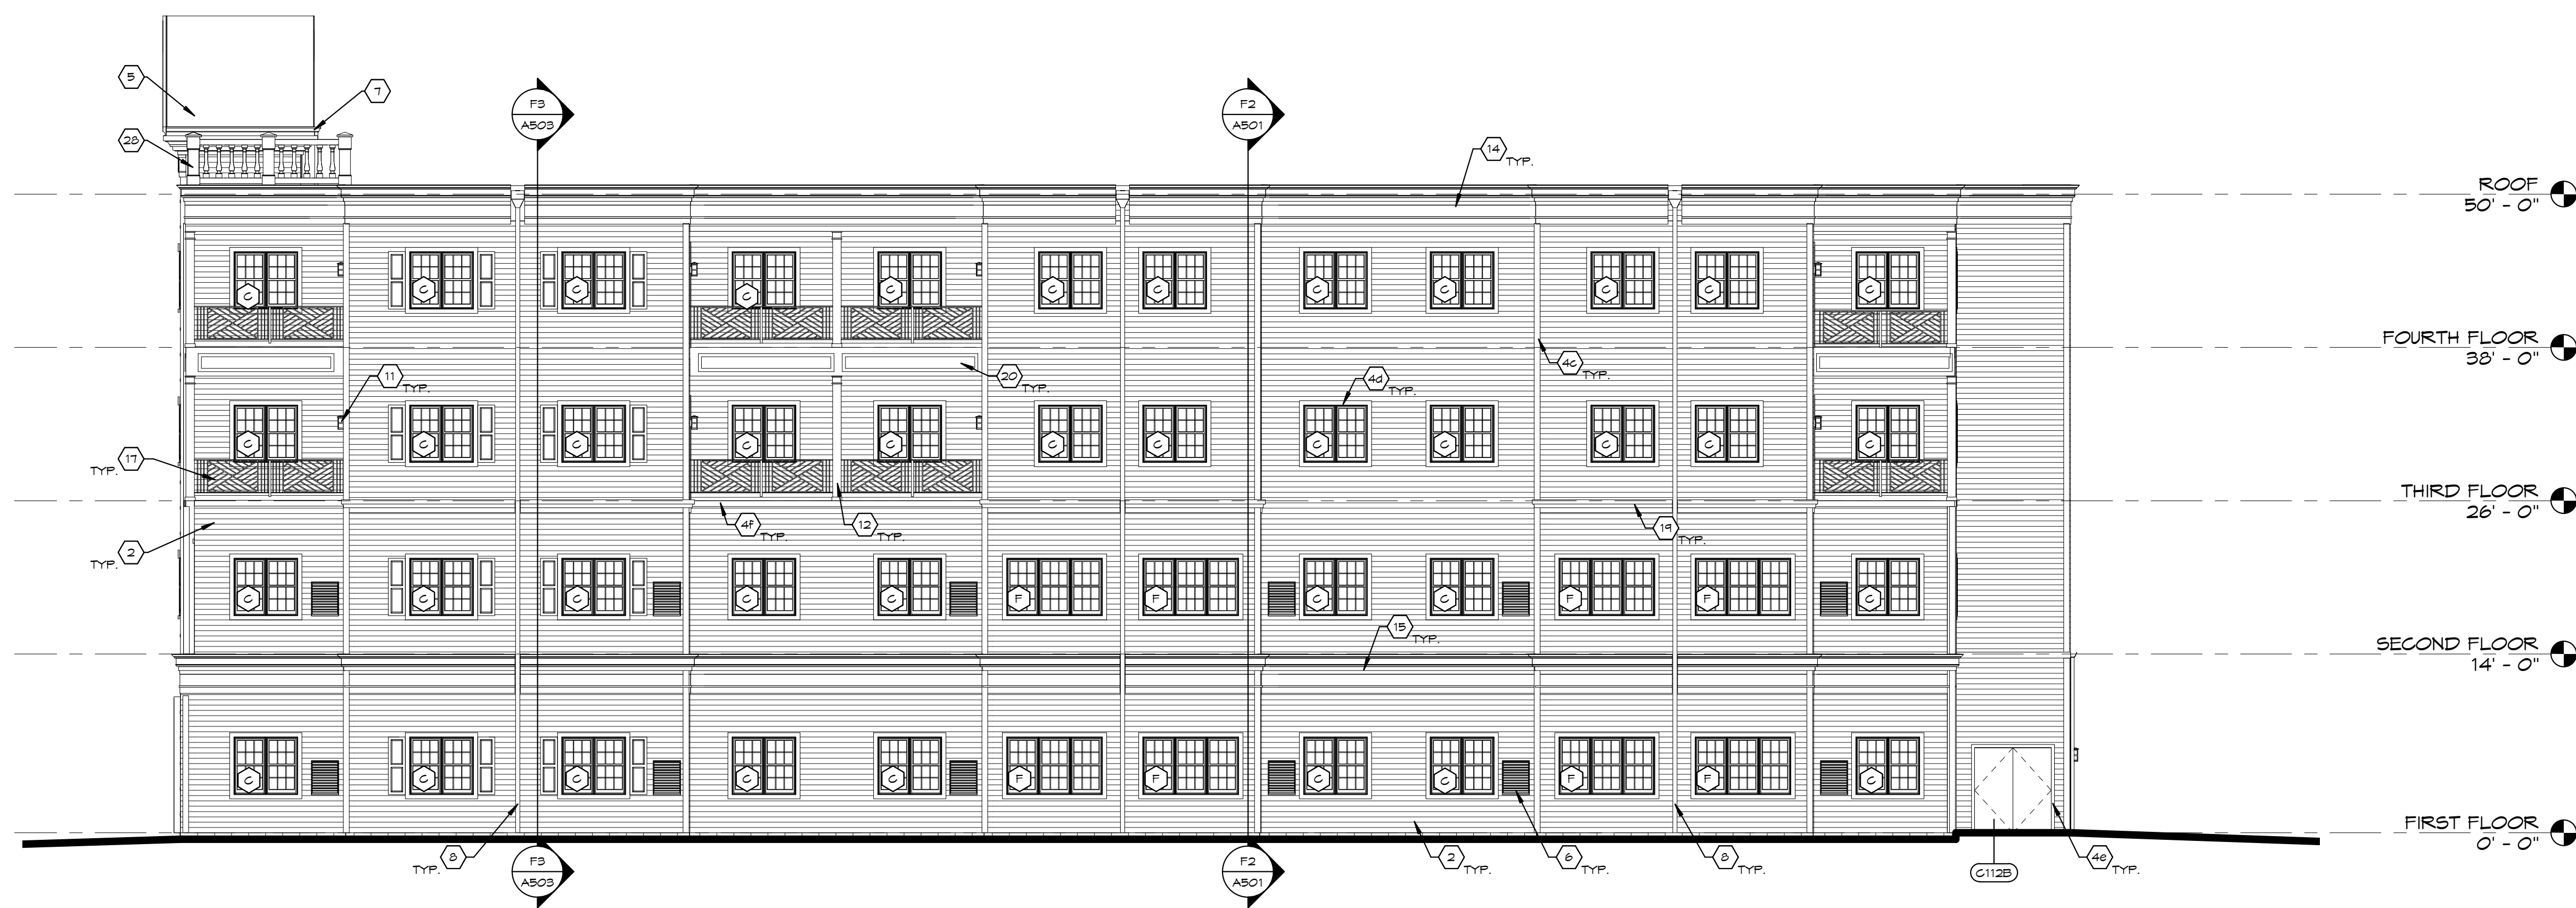 5
7
28
F3
A503
F2
A501
14 TYP.
ROOF
50' - 0"
C C C C C C C C C C C C
FOURTH FLOOR
38' - 0"
11 TYP.
20 TYP.
4d TYP.
4c TYP.
C C C C C C C C C C C C
TYP. 17
THIRD FLOOR
26' - 0"
TYP. 2
4f TYP.
12 TYP.
19 TYP.
C C C C C F F C C F F C
15 TYP.
SECOND FLOOR
14' - 0"
C C C C C F F C C F F C
FIRST FLOOR
0' - 0"
TYP. 8
F3
A503
F2
A501
2 TYP.
6 TYP.
8 TYP.
C112B
4e TYP.